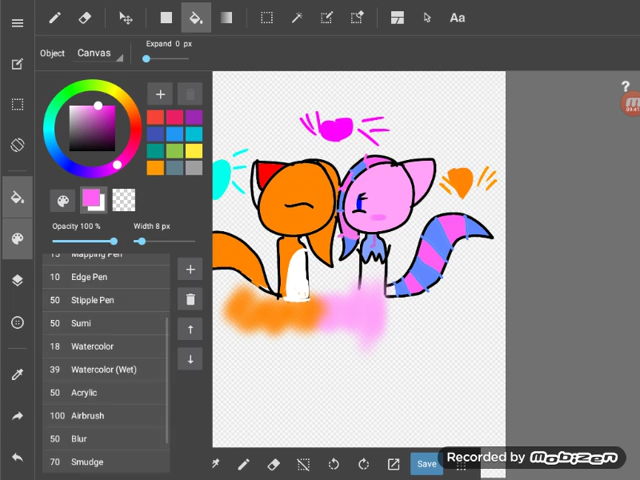 Aa
Object Canvas Expand 0 px
?
Opacity 100 % Width 8 px
15 Mapping Pen
10 Edge Pen
50 Stipple Pen
50 Sumi
18 Watercolor
39 Watercolor (Wet)
50 Acrylic
100 Airbrush
50 Blur
70 Smudge
Save
Recorded by Mobizen